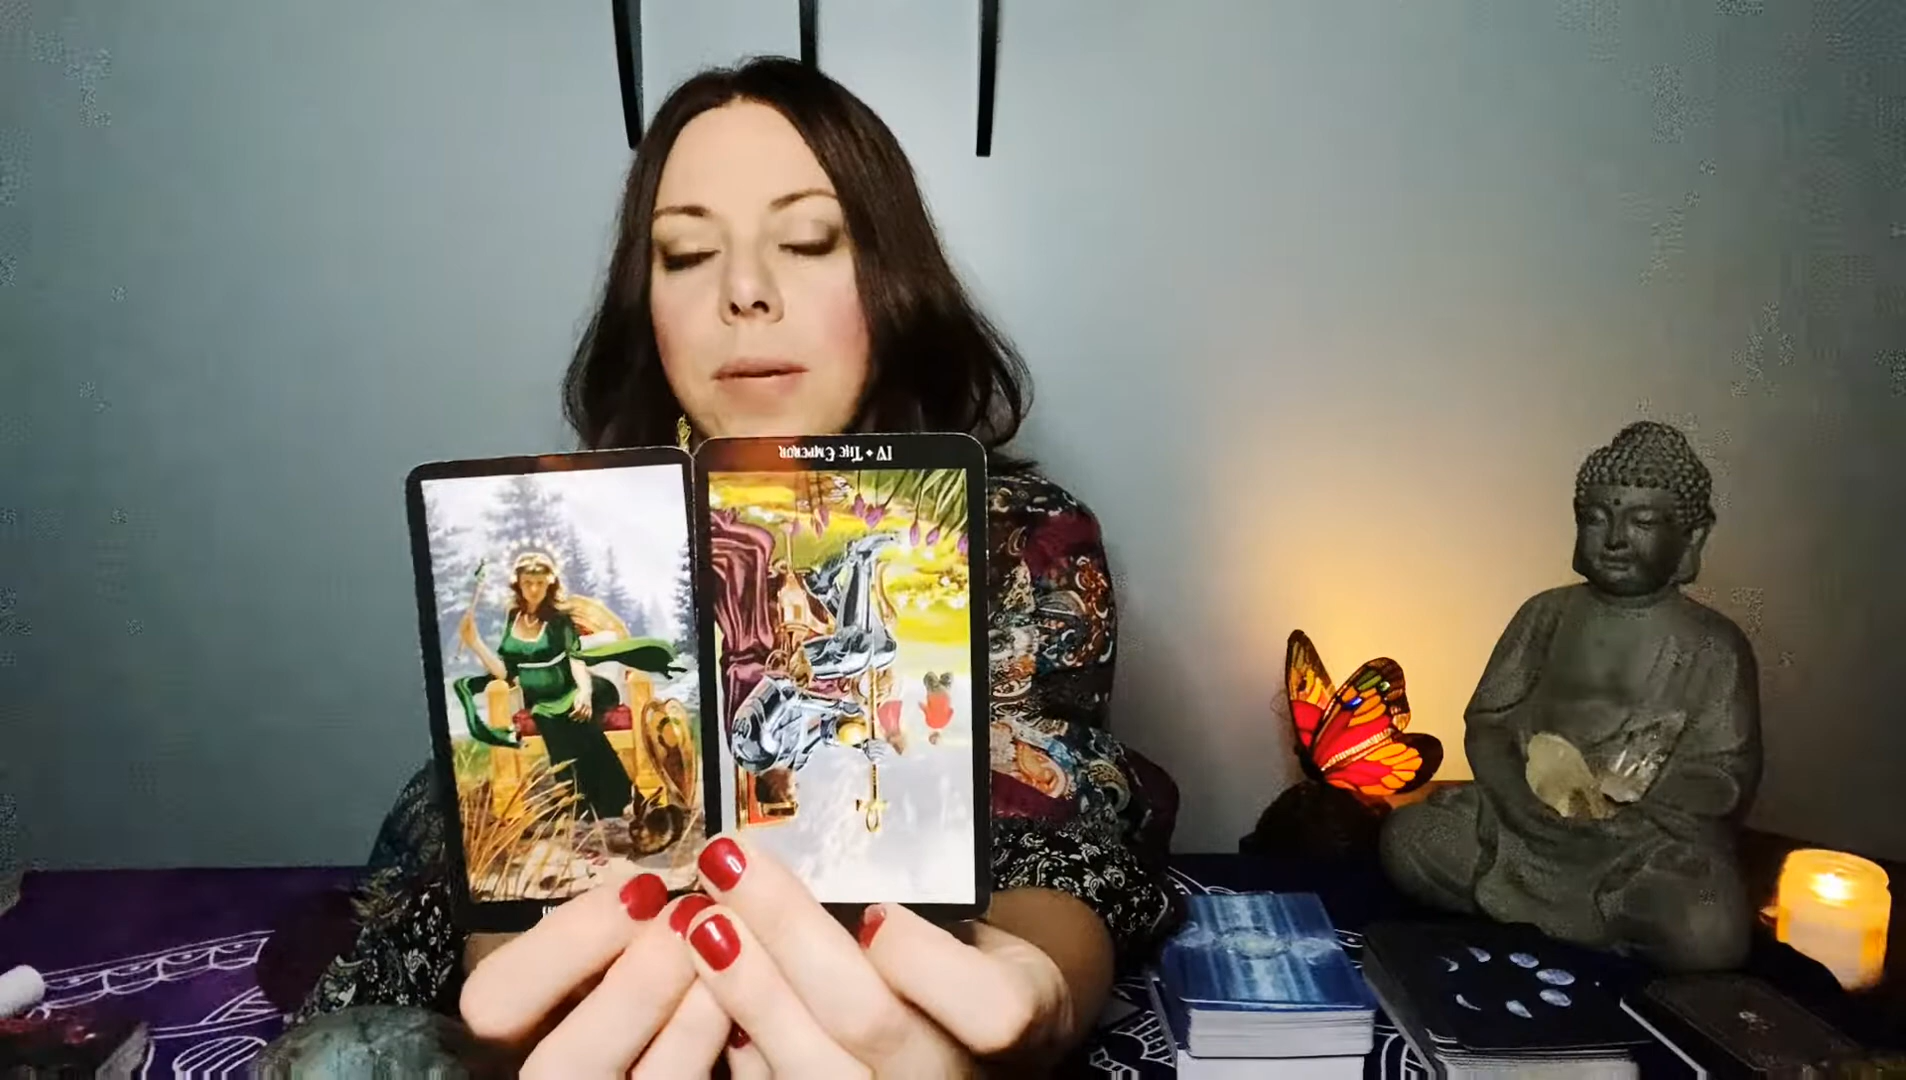 IV ✦ The Emperor